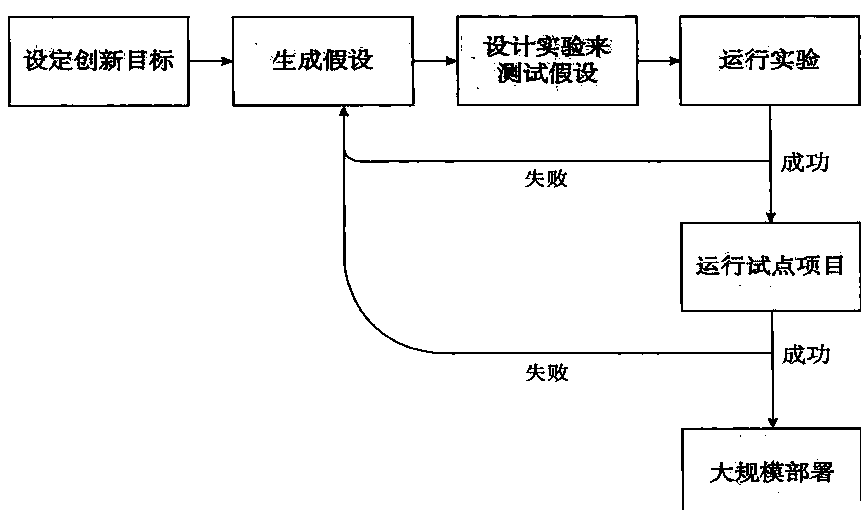 设定创新目标
生成假设
设计实验来
测试假设
运行实验
成功
失败
运行试点项目
成功
失败
大规模部署